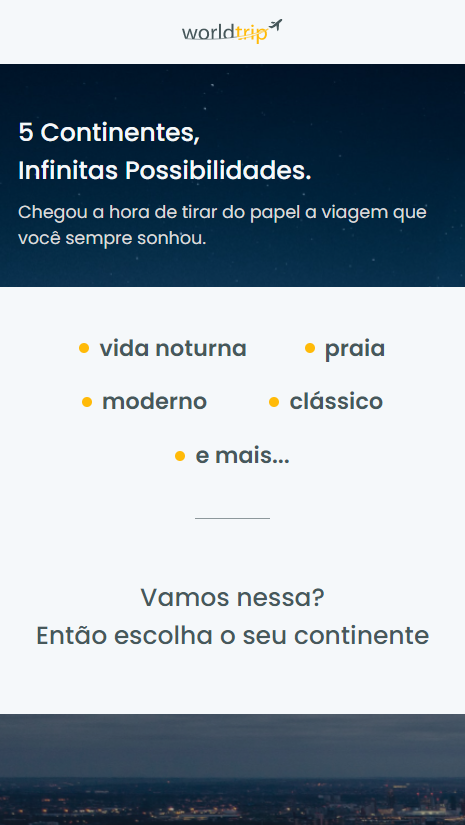 worldtrip
5 Continentes,
Infinitas Possibilidades.
Chegou a hora de tirar do papel a viagem que
você sempre sonhou.
vida noturna
praia
moderno
clássico
e mais...
Vamos nessa?
Então escolha o seu continente